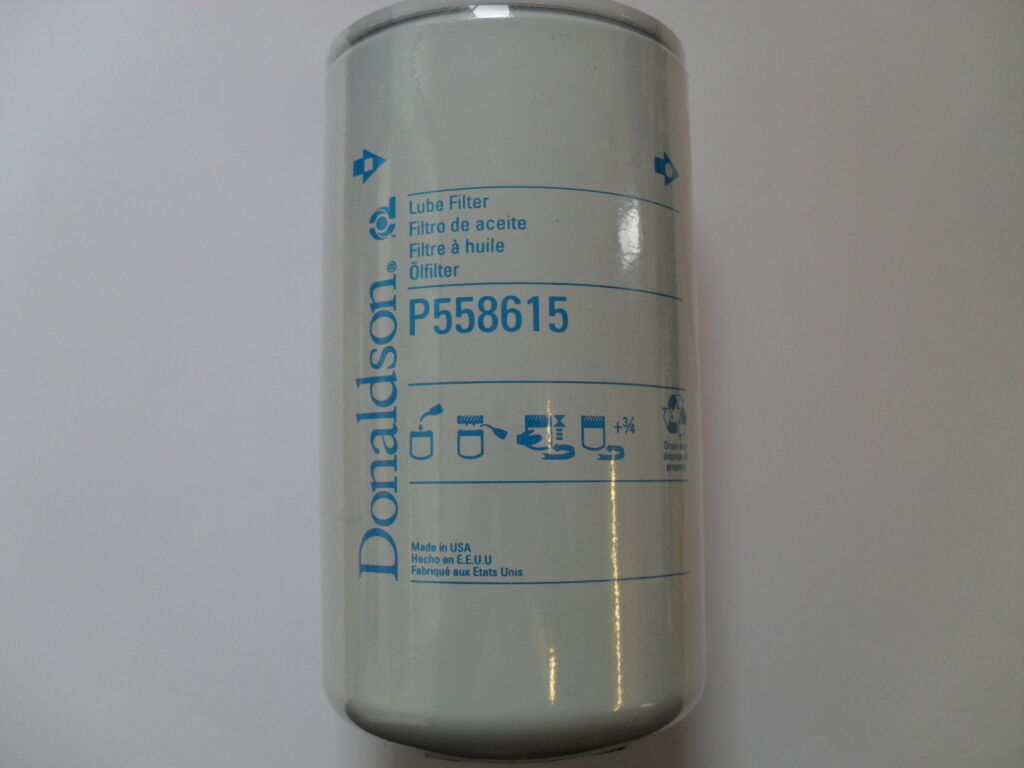 Donaldson®
Lube Filter
Filtro de aceite
Filtre à huile
Ölfilter
P558615
+¾
Made in USA
Hecho en E.E.U.U
Fabriqué aux Etats Unis